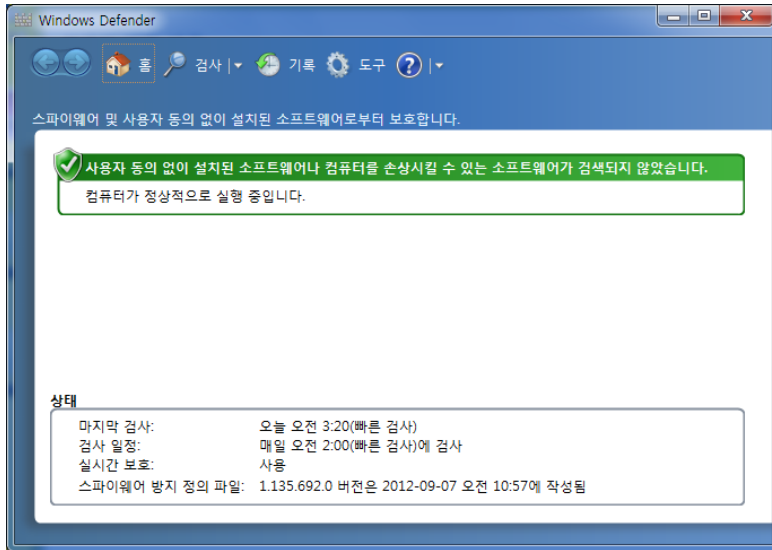 Windows Defender
홈 검사 기록 도구
스파이웨어 및 사용자 동의 없이 설치된 소프트웨어로부터 보호합니다.
사용자 동의 없이 설치된 소프트웨어나 컴퓨터를 손상시킬 수 있는 소프트웨어가 검색되지 않았습니다.
컴퓨터가 정상적으로 실행 중입니다.
상태
마지막 검사: 오늘 오전 3:20(빠른 검사)
검사 일정: 매일 오전 2:00(빠른 검사)에 검사
실시간 보호: 사용
스파이웨어 방지 정의 파일: 1.135.692.0 버전은 2012-09-07 오전 10:57에 작성됨